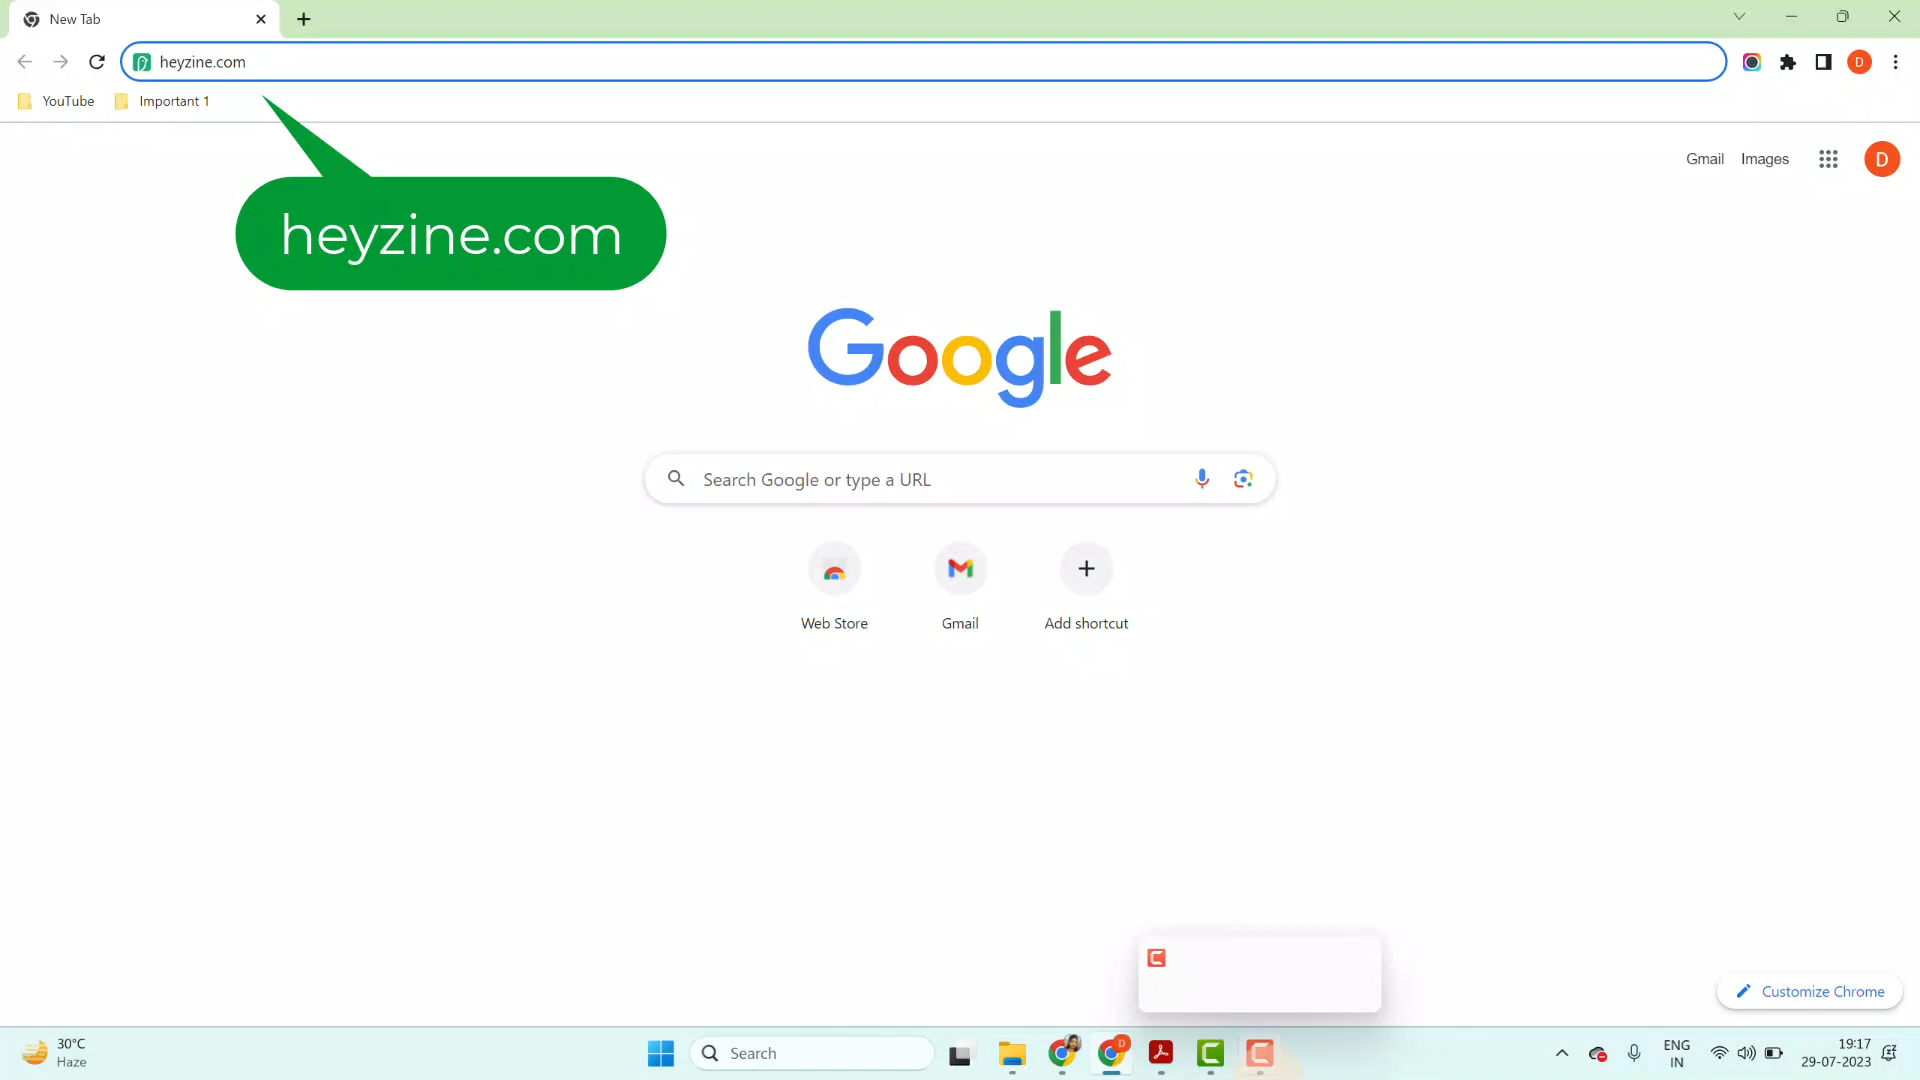 New Tab
heyzine.com
YouTube
Important 1
heyzine.com
Gmail
Images
D
D
Google
Search Google or type a URL
Web Store
Gmail
Add shortcut
Customize Chrome
30°C
Haze
Search
D
ENG
IN
19:17
29-07-2023